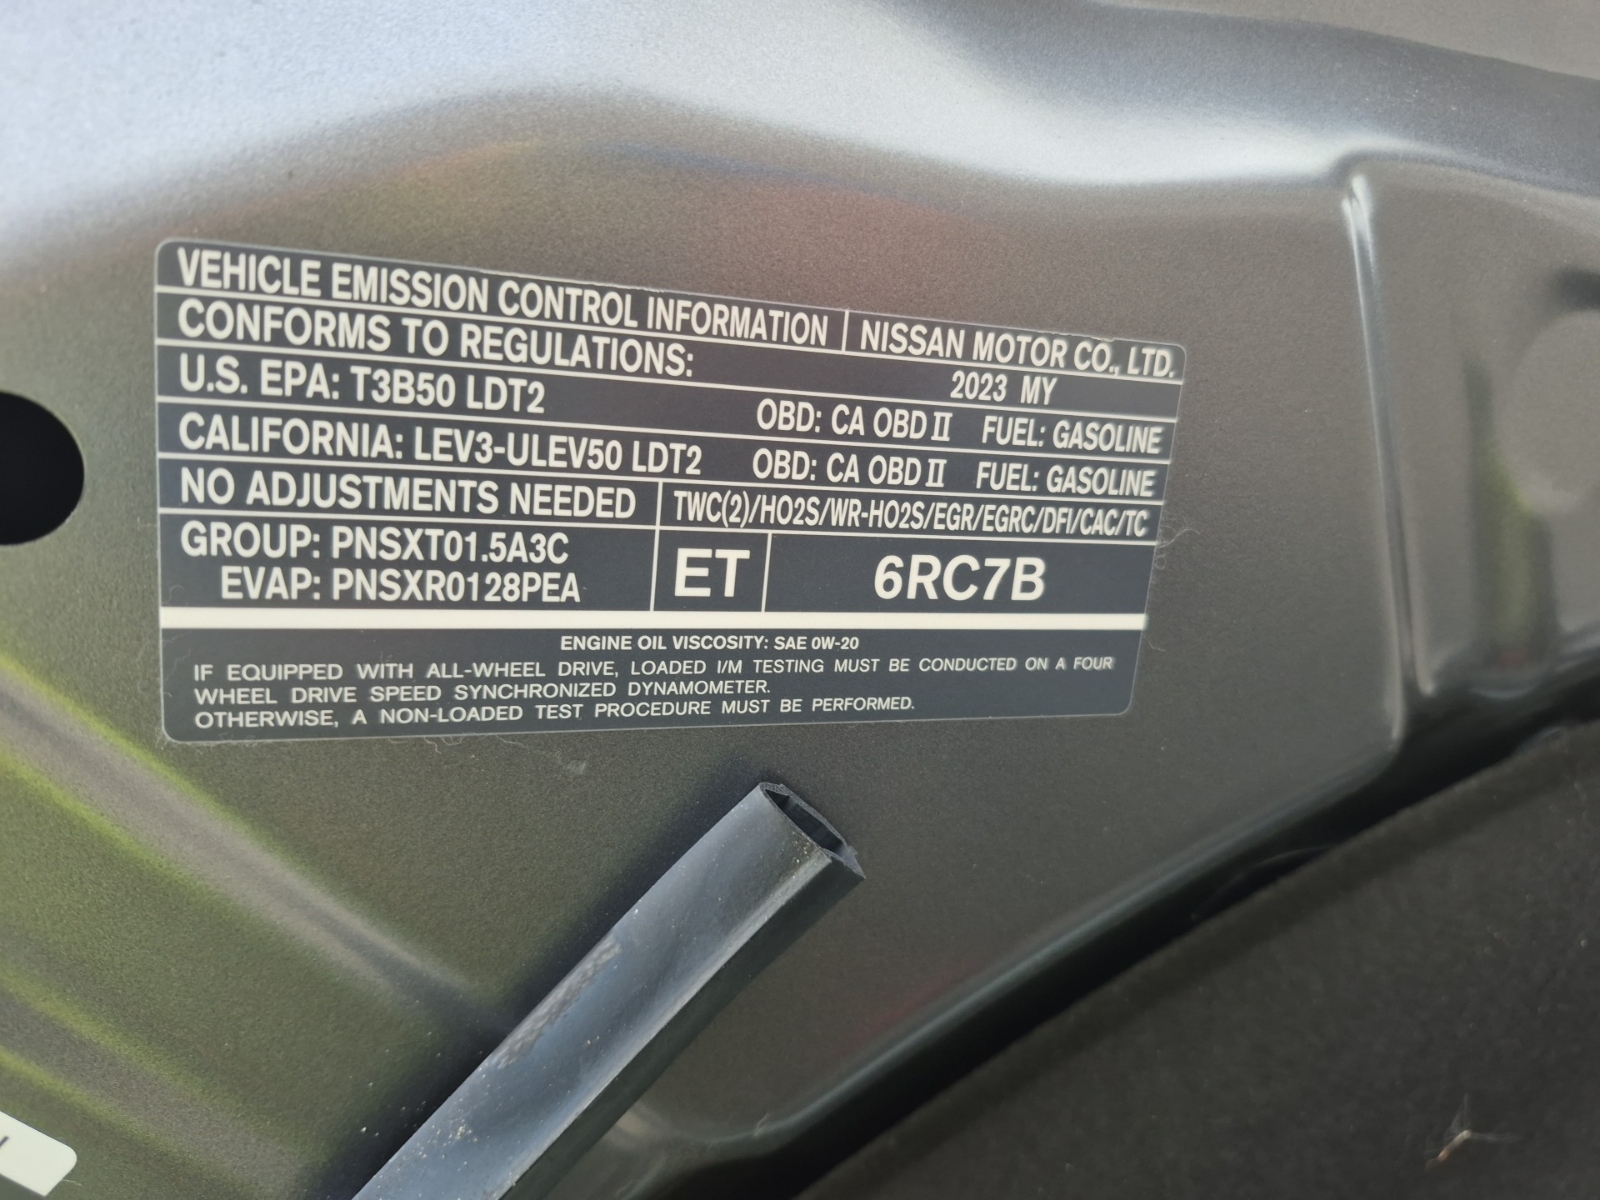 VEHICLE EMISSION CONTROL INFORMATION NISSAN MOTOR CO., LTD.
CONFORMS TO REGULATIONS: 2023 MY
U.S. EPA: T3B50 LDT2 OBD: CA OBD II FUEL: GASOLINE
CALIFORNIA: LEV3-ULEV50 LDT2 OBD: CA OBD II FUEL: GASOLINE
NO ADJUSTMENTS NEEDED TWC(2)/HO2S/WR-HO2S/EGR/EGRC/DFI/CAC/TC
GROUP: PNSXT01.5A3C
EVAP: PNSXR0128PEA
ET 6RC7B
ENGINE OIL VISCOSITY: SAE 0W-20
IF EQUIPPED WITH ALL-WHEEL DRIVE, LOADED I/M TESTING MUST BE CONDUCTED ON A FOUR
WHEEL DRIVE SPEED SYNCHRONIZED DYNAMOMETER.
OTHERWISE, A NON-LOADED TEST PROCEDURE MUST BE PERFORMED.